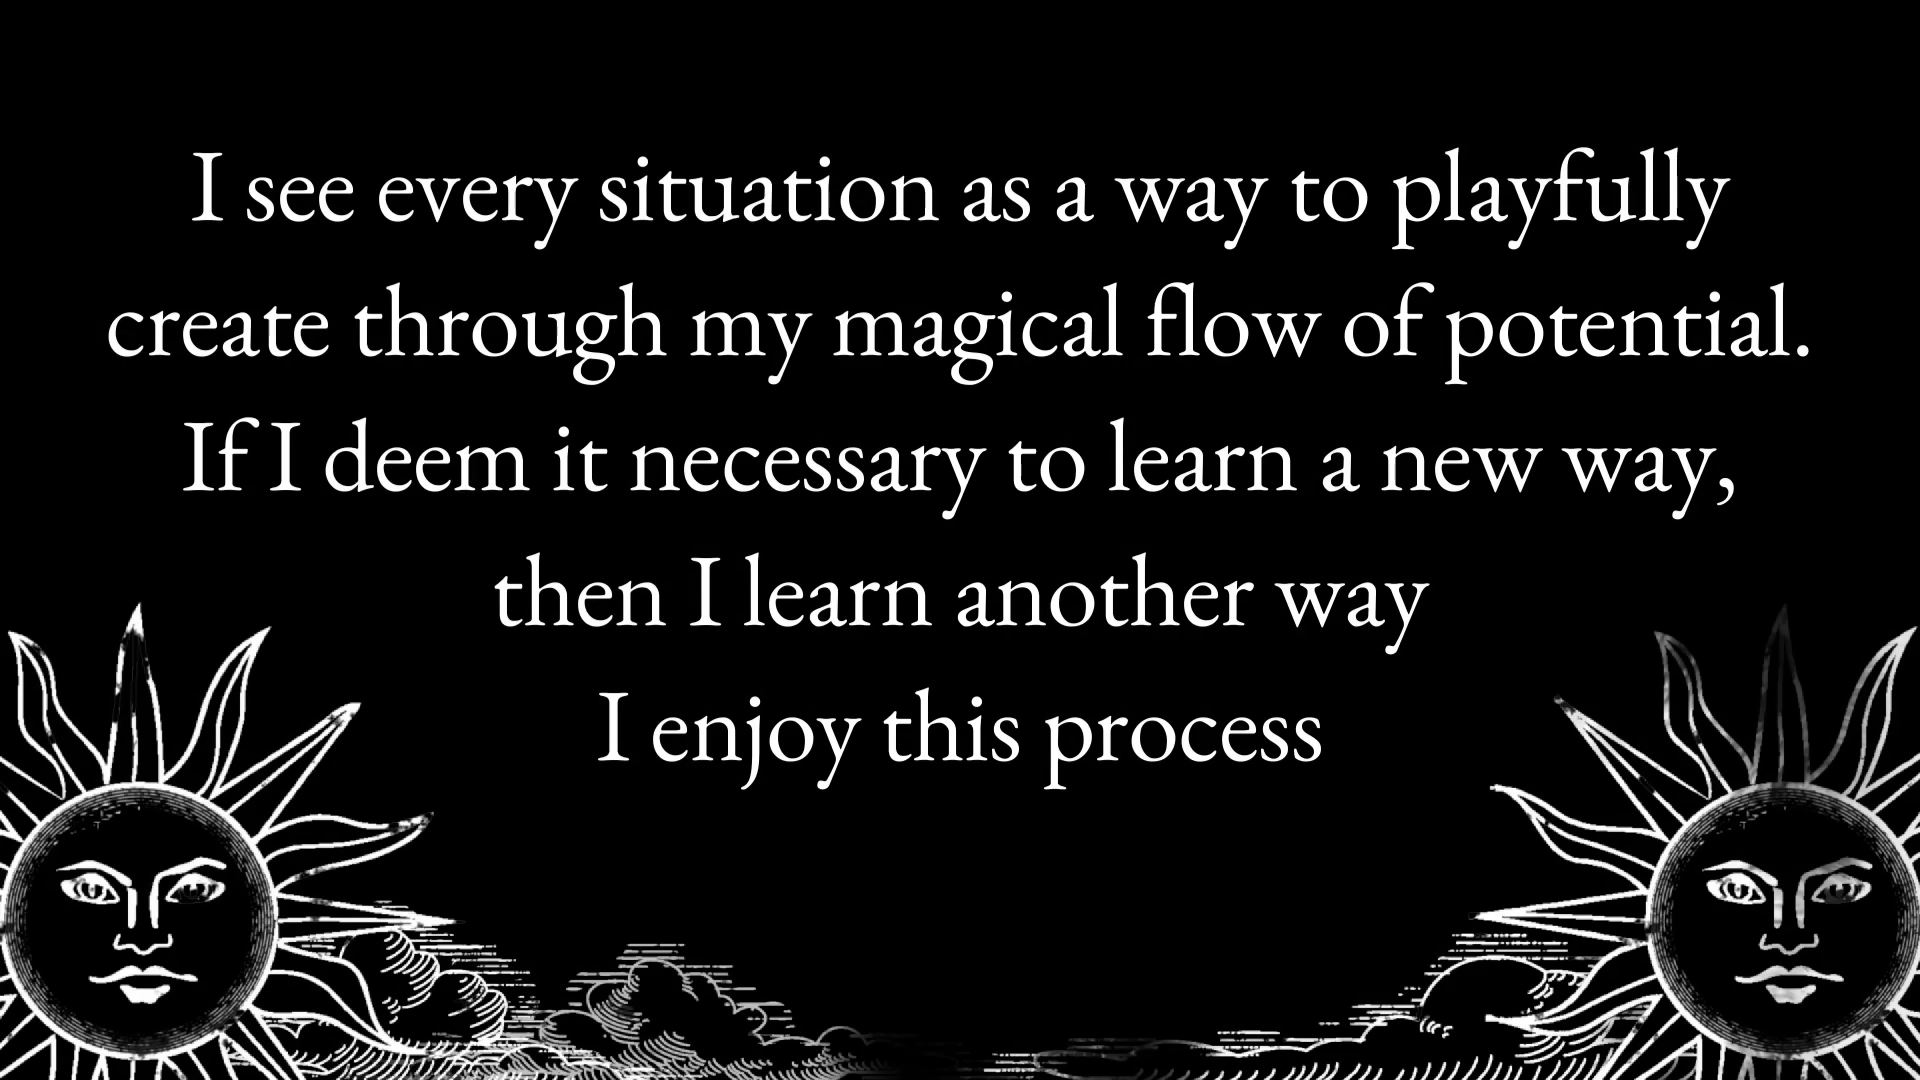 I see every situation as a way to playfully
create through my magical flow of potential.
If I deem it necessary to learn a new way,
then I learn another way
I enjoy this process